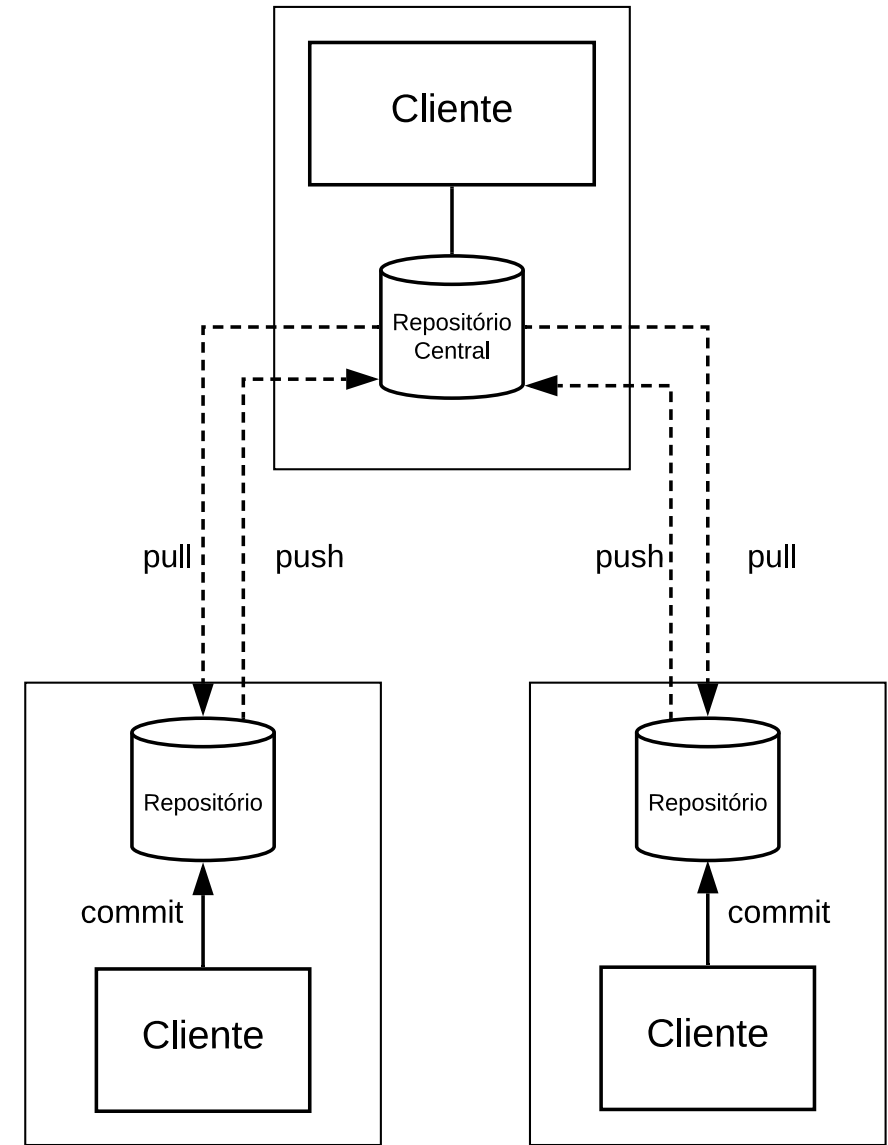 Cliente
Repositório
Central
pull
push
push
pull
Repositório
Repositório
commit
commit
Cliente
Cliente